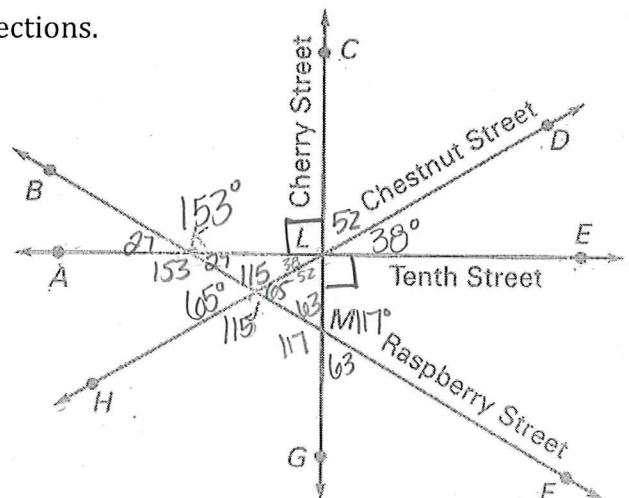 ections.
C
Cherry Street
Chestnut Street
D
B
153°
52
38°
E
27
L
A
153
27
115
38
52
Tenth Street
65°
65
63
M117°
115
117
63
Raspberry Street
H
G
F